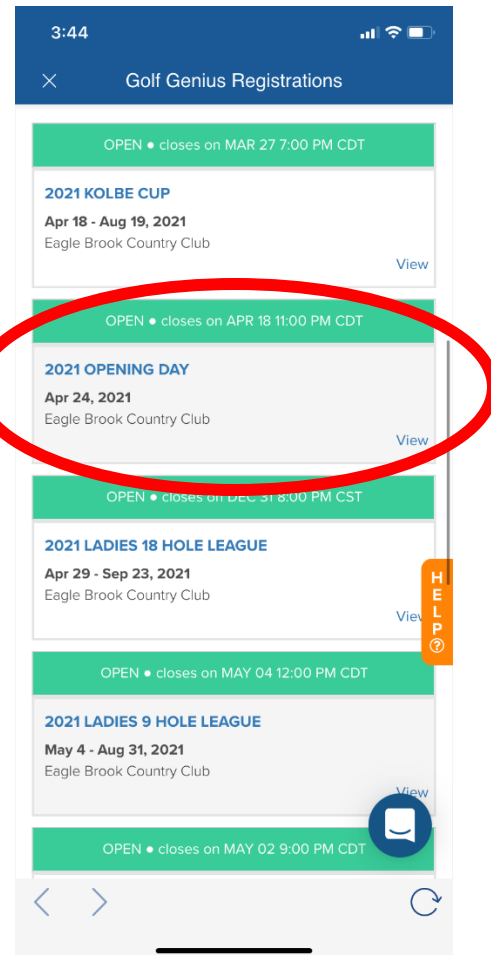 3:44
Golf Genius Registrations
OPEN ● closes on MAR 27 7:00 PM CDT
2021 KOLBE CUP
Apr 18 - Aug 19, 2021
Eagle Brook Country Club
View
OPEN ● closes on APR 18 11:00 PM CDT
2021 OPENING DAY
Apr 24, 2021
Eagle Brook Country Club
View
OPEN ● closes on DEC 31 8:00 PM CST
2021 LADIES 18 HOLE LEAGUE
Apr 29 - Sep 23, 2021
Eagle Brook Country Club
View
HELP?
OPEN ● closes on MAY 04 12:00 PM CDT
2021 LADIES 9 HOLE LEAGUE
May 4 - Aug 31, 2021
Eagle Brook Country Club
View
OPEN ● closes on MAY 02 9:00 PM CDT